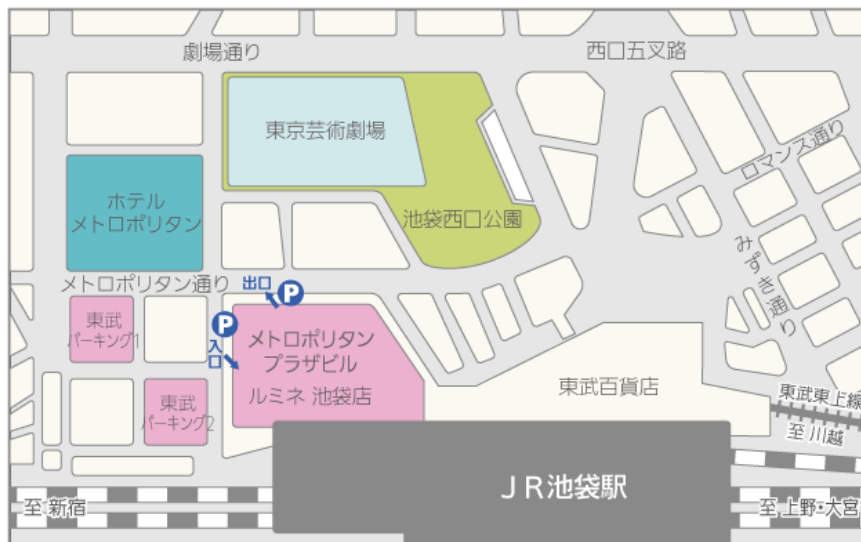 劇場通り
西口五叉路
東京芸術劇場
ロマンス通り
ホテル
メトロポリタン
池袋西口公園
みずき通り
メトロポリタン通り
出口
P
東武
パーキング1
P
入口
メトロポリタン
プラザビル
ルミネ 池袋店
東武百貨店
東武
パーキング2
東武東上線
至 川越
JR池袋駅
至 新宿
至 上野・大宮